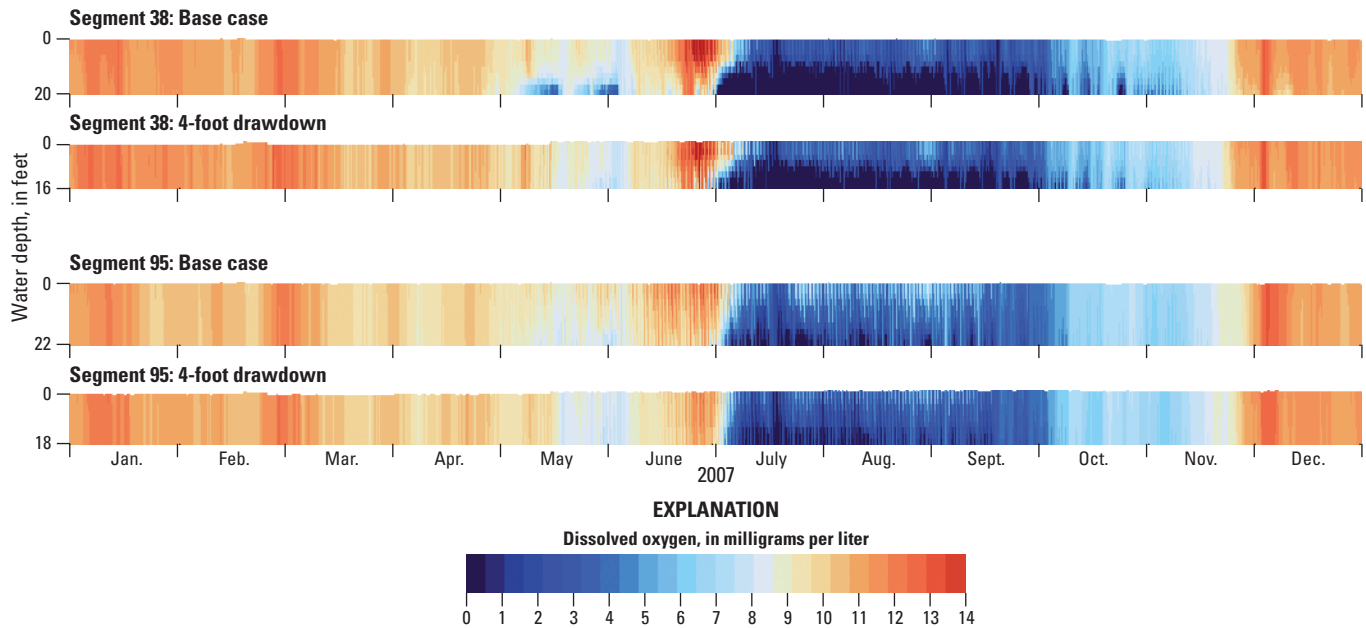 Segment 38: Base case
0
20
Segment 38: 4-foot drawdown
0
16
Water depth, in feet
Segment 95: Base case
0
22
Segment 95: 4-foot drawdown
0
18
Jan. Feb. Mar. Apr. May June July Aug. Sept. Oct. Nov. Dec.
2007
EXPLANATION
Dissolved oxygen, in milligrams per liter
0 1 2 3 4 5 6 7 8 9 10 11 12 13 14